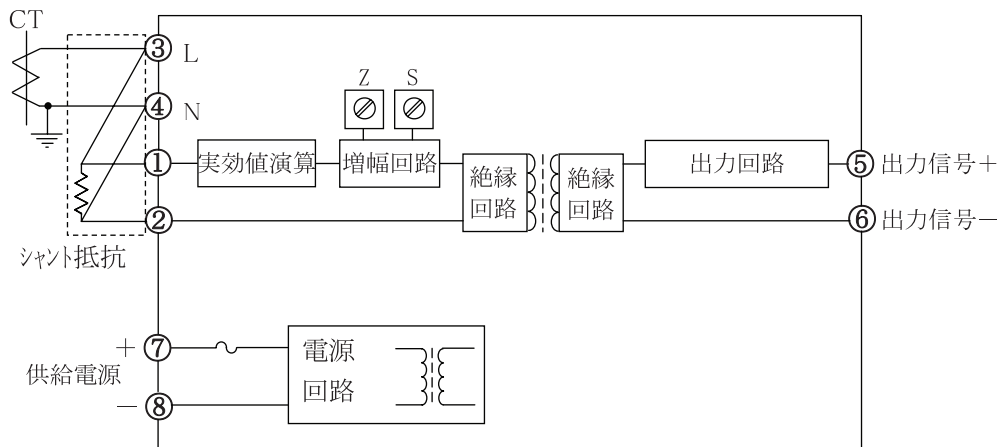 CT
③ L
④ N
Z
S
① 実効値演算
増幅回路
絶縁
回路
絶縁
回路
出力回路
⑤ 出力信号＋
②
⑥ 出力信号－
シャント抵抗
＋ ⑦
供給電源
－ ⑧
電源
回路